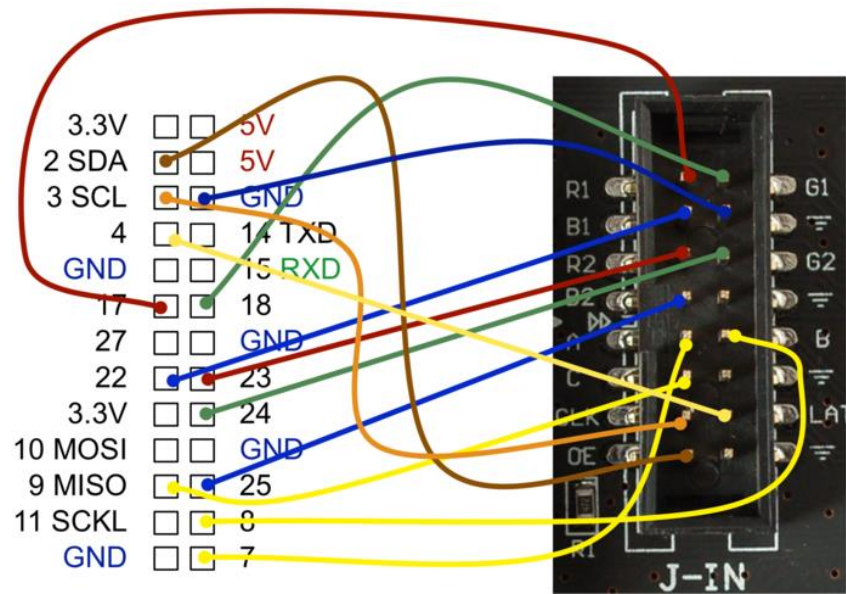 3.3V 5V
2 SDA 5V
3 SCL GND
4 14 TXD
GND 15 RXD
17 18
27 GND
22 23
3.3V 24
10 MOSI GND
9 MISO 25
11 SCKL 8
GND 7
R1 G1
B1
R2 G2
B2
A B
C
CLK LAT
OE
R1
J-IN